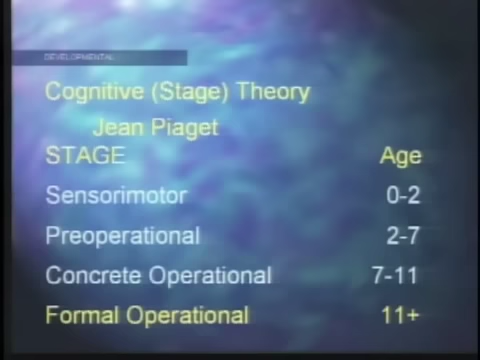 DEVELOPMENTAL
Cognitive (Stage) Theory
Jean Piaget
STAGE Age
Sensorimotor 0-2
Preoperational 2-7
Concrete Operational 7-11
Formal Operational 11+